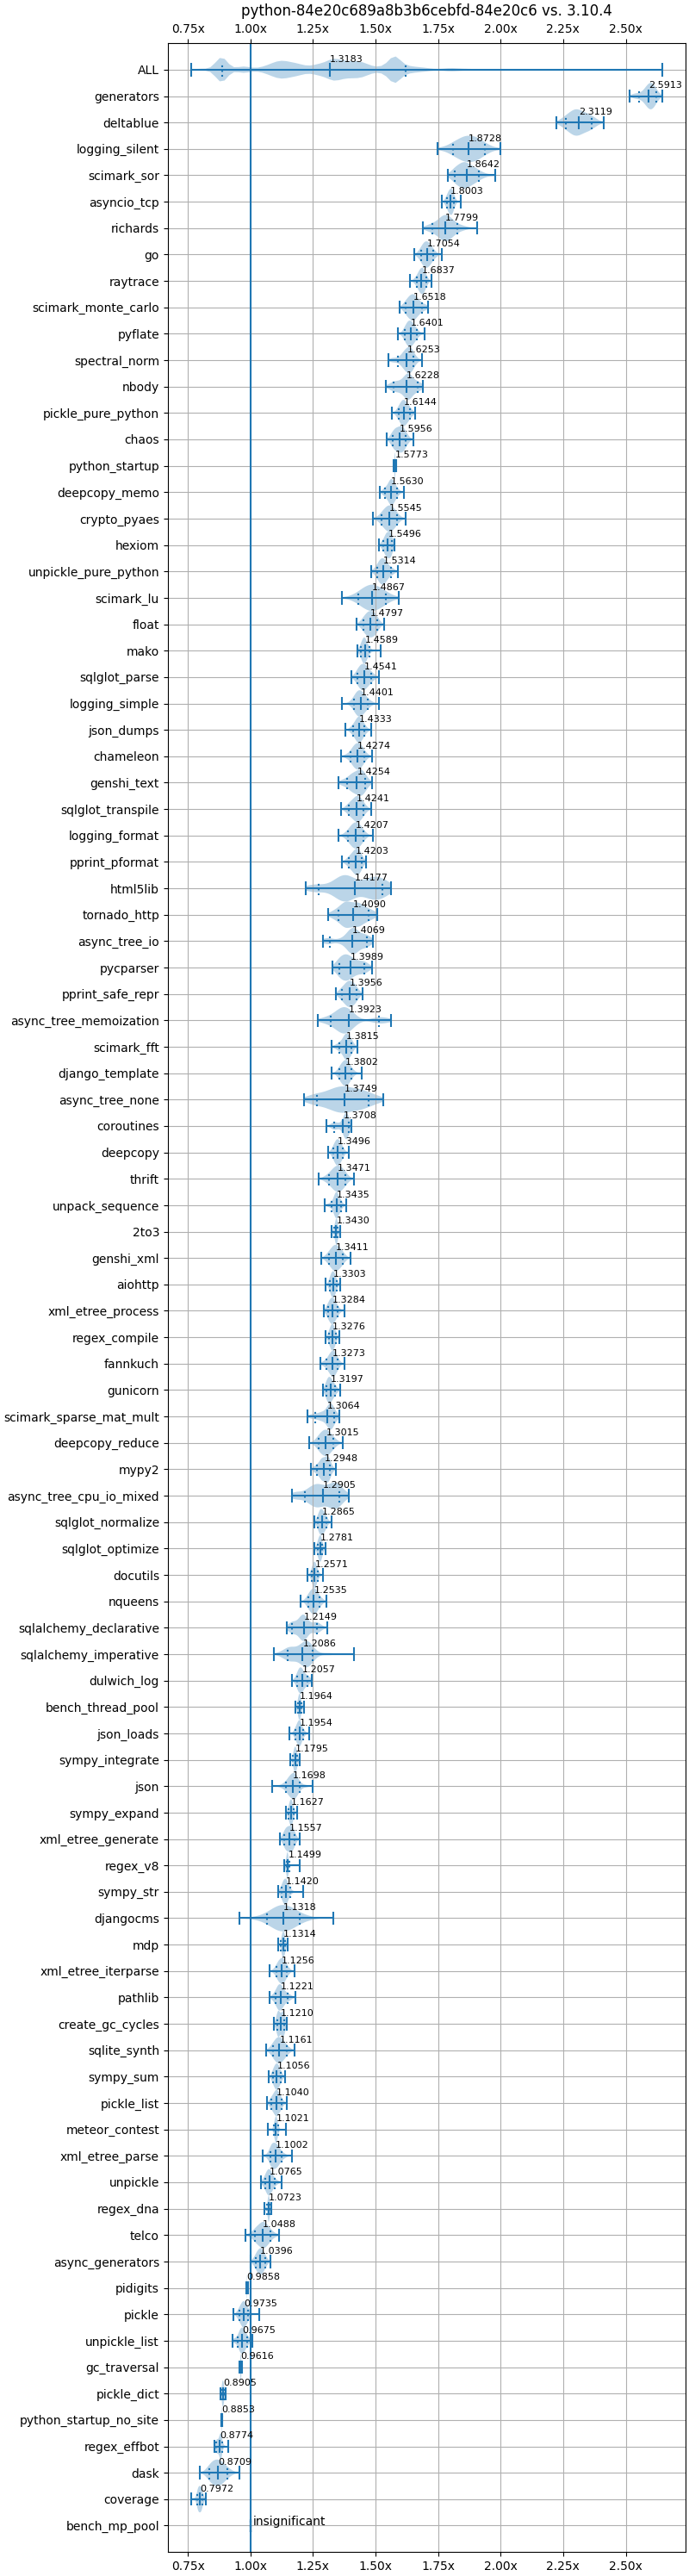 python-84e20c689a8b3b6cebfd-84e20c6 vs. 3.10.4
0.75x 1.00x 1.25x 1.50x 1.75x 2.00x 2.25x 2.50x
ALL 1.3183
generators 2.5913
deltablue 2.3119
logging_silent 1.8728
scimark_sor 1.8642
asyncio_tcp 1.8003
richards 1.7799
go 1.7054
raytrace 1.6837
scimark_monte_carlo 1.6518
pyflate 1.6401
spectral_norm 1.6253
nbody 1.6228
pickle_pure_python 1.6144
chaos 1.5956
python_startup 1.5773
deepcopy_memo 1.5630
crypto_pyaes 1.5545
hexiom 1.5496
unpickle_pure_python 1.5314
scimark_lu 1.4867
float 1.4797
mako 1.4589
sqlglot_parse 1.4541
logging_simple 1.4401
json_dumps 1.4333
chameleon 1.4274
genshi_text 1.4254
sqlglot_transpile 1.4241
logging_format 1.4207
pprint_pformat 1.4203
html5lib 1.4177
tornado_http 1.4090
async_tree_io 1.4069
pycparser 1.3989
pprint_safe_repr 1.3956
async_tree_memoization 1.3923
scimark_fft 1.3815
django_template 1.3802
async_tree_none 1.3749
coroutines 1.3708
deepcopy 1.3496
thrift 1.3471
unpack_sequence 1.3435
2to3 1.3430
genshi_xml 1.3411
aiohttp 1.3303
xml_etree_process 1.3284
regex_compile 1.3276
fannkuch 1.3273
gunicorn 1.3197
scimark_sparse_mat_mult 1.3064
deepcopy_reduce 1.3015
mypy2 1.2948
async_tree_cpu_io_mixed 1.2905
sqlglot_normalize 1.2865
sqlglot_optimize 1.2781
docutils 1.2571
nqueens 1.2535
sqlalchemy_declarative 1.2149
sqlalchemy_imperative 1.2086
dulwich_log 1.2057
bench_thread_pool 1.1964
json_loads 1.1954
sympy_integrate 1.1795
json 1.1698
sympy_expand 1.1627
xml_etree_generate 1.1557
regex_v8 1.1499
sympy_str 1.1420
djangocms 1.1318
mdp 1.1314
xml_etree_iterparse 1.1256
pathlib 1.1221
create_gc_cycles 1.1210
sqlite_synth 1.1161
sympy_sum 1.1056
pickle_list 1.1040
meteor_contest 1.1021
xml_etree_parse 1.1002
unpickle 1.0765
regex_dna 1.0723
telco 1.0488
async_generators 1.0396
pidigits 0.9858
pickle 0.9735
unpickle_list 0.9675
gc_traversal 0.9616
pickle_dict 0.8905
python_startup_no_site 0.8853
regex_effbot 0.8774
dask 0.8709
coverage 0.7972
bench_mp_pool insignificant
0.75x 1.00x 1.25x 1.50x 1.75x 2.00x 2.25x 2.50x